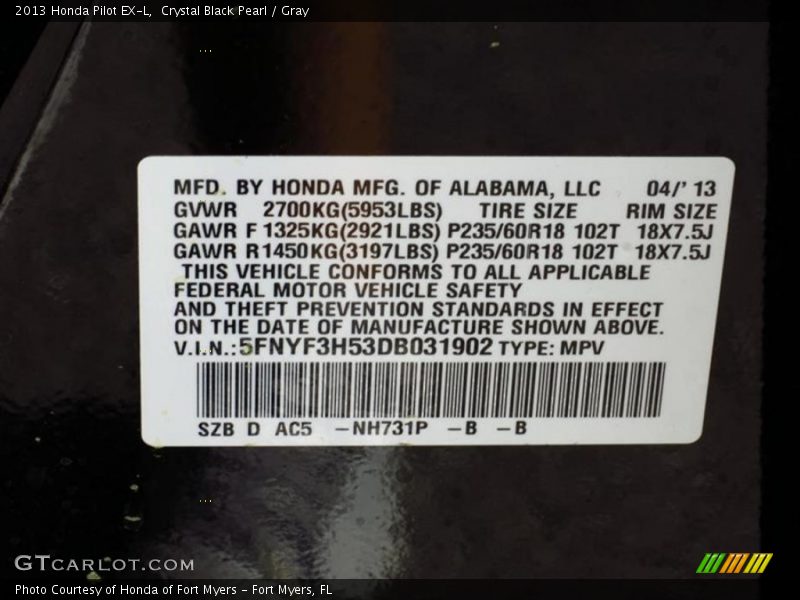 2013 Honda Pilot EX-L, Crystal Black Pearl / Gray
MFD. BY HONDA MFG. OF ALABAMA, LLC 04/' 13
GVWR 2700KG(5953LBS) TIRE SIZE RIM SIZE
GAWR F 1325KG(2921LBS) P235/60R18 102T 18X7.5J
GAWR R1450KG(3197LBS) P235/60R18 102T 18X7.5J
THIS VEHICLE CONFORMS TO ALL APPLICABLE
FEDERAL MOTOR VEHICLE SAFETY
AND THEFT PREVENTION STANDARDS IN EFFECT
ON THE DATE OF MANUFACTURE SHOWN ABOVE.
V.I.N.:5FNYF3H53DB031902 TYPE: MPV
SZB D AC5 -NH731P -B -B
GTCARLOT.COM
Photo Courtesy of Honda of Fort Myers - Fort Myers, FL